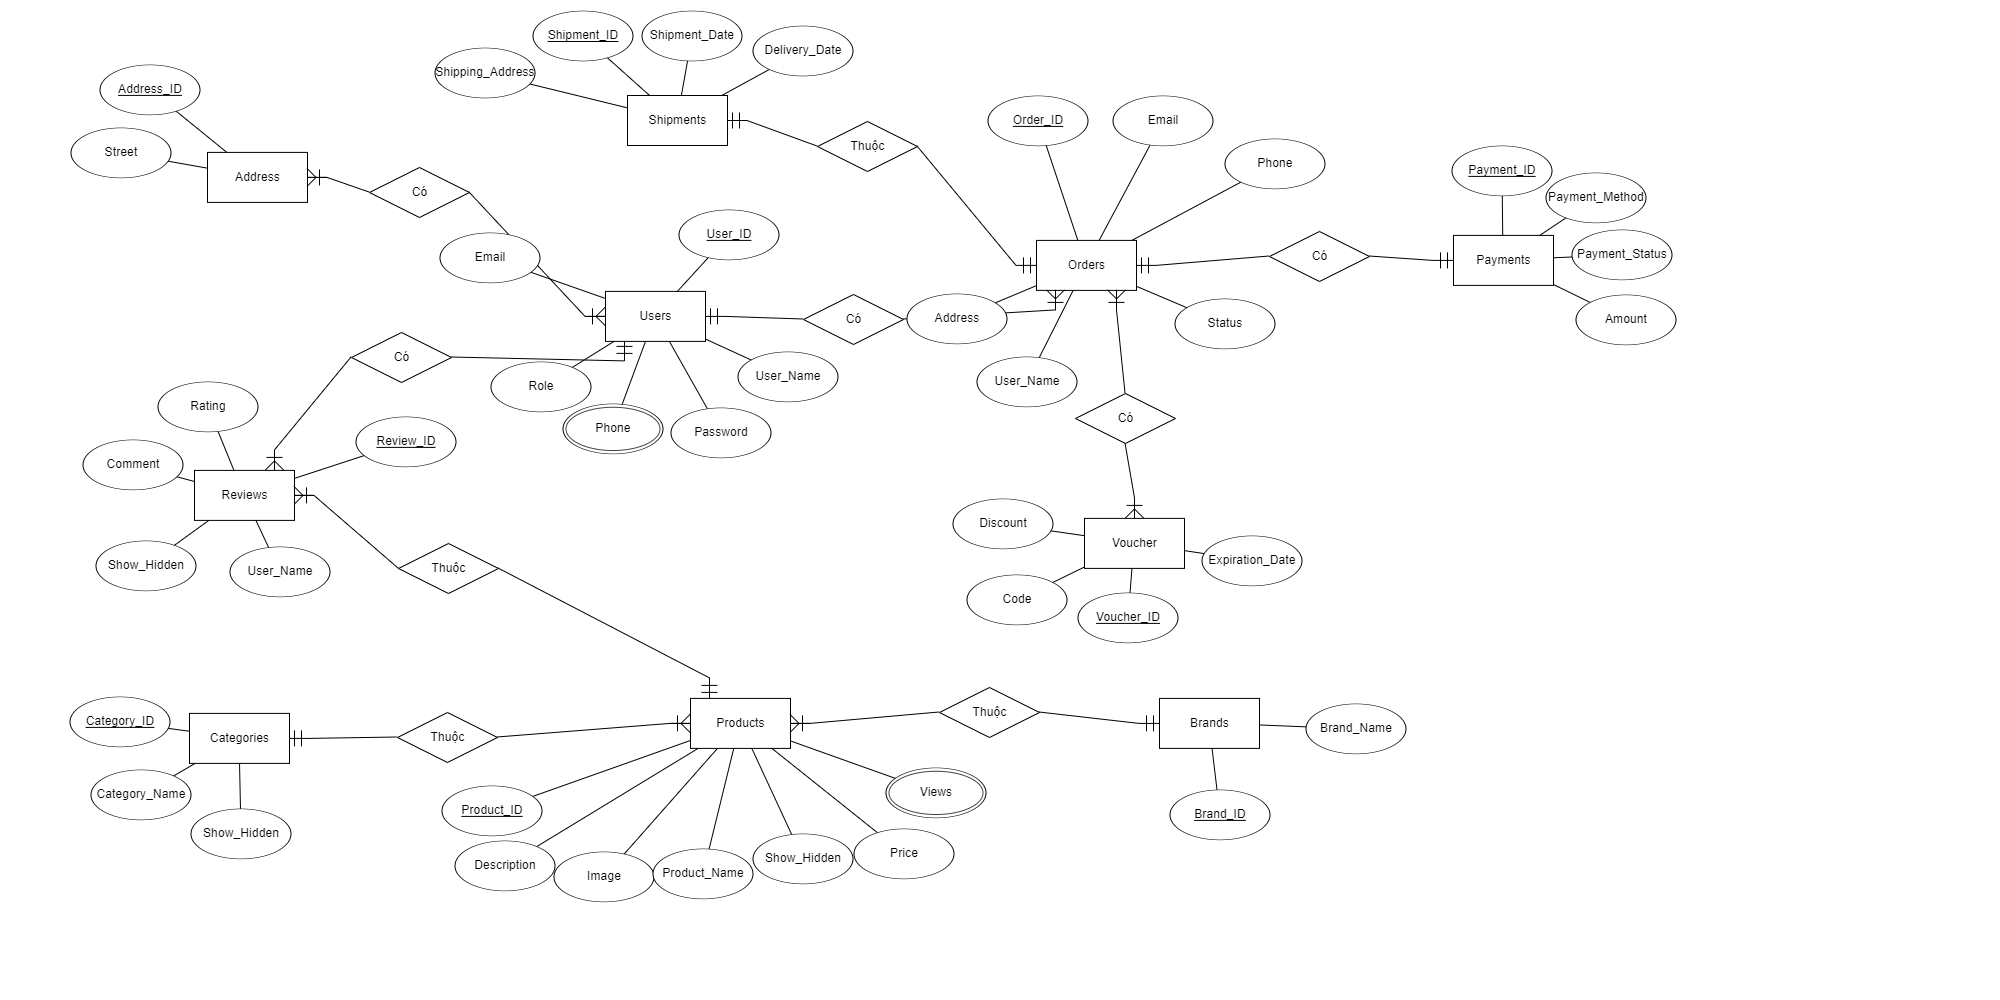 Shipment_ID
Shipment_Date
Delivery_Date
Shipping_Address
Address_ID
Shipments
Order_ID
Email
Street
Thuộc
Phone
Address
Payment_ID
Có
Payment_Method
User_ID
Email
Orders
Có
Payments
Payment_Status
Users
Có
Address
Status
Amount
Có
Role
User_Name
User_Name
Rating
Phone
Password
Có
Review_ID
Comment
Reviews
Discount
Voucher
Expiration_Date
Show_Hidden
User_Name
Thuộc
Code
Voucher_ID
Category_ID
Categories
Thuộc
Products
Thuộc
Brands
Brand_Name
Category_Name
Show_Hidden
Product_ID
Views
Brand_ID
Description
Image
Product_Name
Show_Hidden
Price